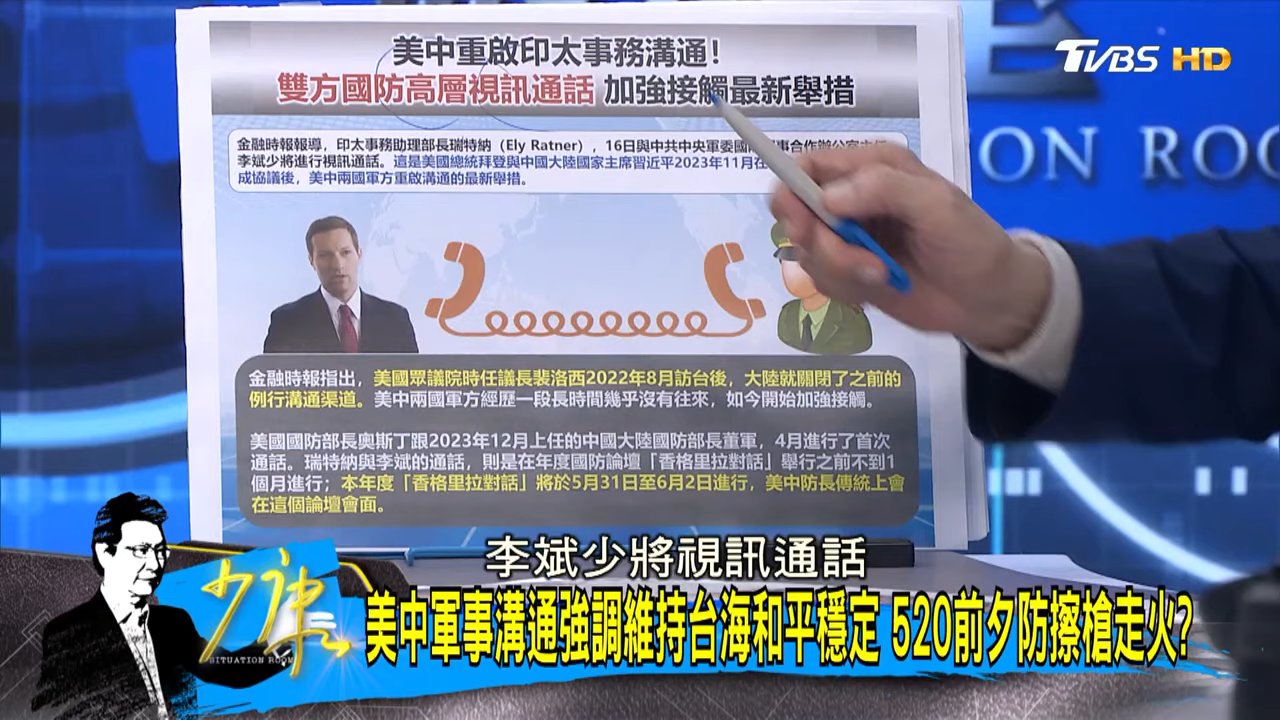 美中重啟印太事務溝通！
雙方國防高層視訊通話 加強接觸最新舉措
TVBS HD
金融時報報導，印太事務助理部長瑞特納（Ely Ratner），16日與中共中央軍委國
李斌少將進行視訊通話。這是美國總統拜登與中國大陸國家主席習近平2023年11月在
成協議後，美中兩國軍方重啟溝通的最新舉措。
ION ROO
金融時報指出，美國眾議院時任議長裴洛西2022年8月訪台後，大陸就關閉了之前的
例行溝通渠道。美中兩國軍方經歷一段長時間幾乎沒有往來，如今開始加強接觸。
美國國防部長奧斯丁跟2023年12月上任的中國大陸國防部長董軍，4月進行了首次
通話。瑞特納與李斌的通話，則是在年度國防論壇「香格里拉對話」舉行之前不到1
個月進行；本年度「香格里拉對話」將於5月31日至6月2日進行，美中防長傳統上會
在這個論壇會面。
李斌少將視訊通話
少康
SITUATION ROOM
美中軍事溝通強調維持台海和平穩定 520前夕防擦槍走火?